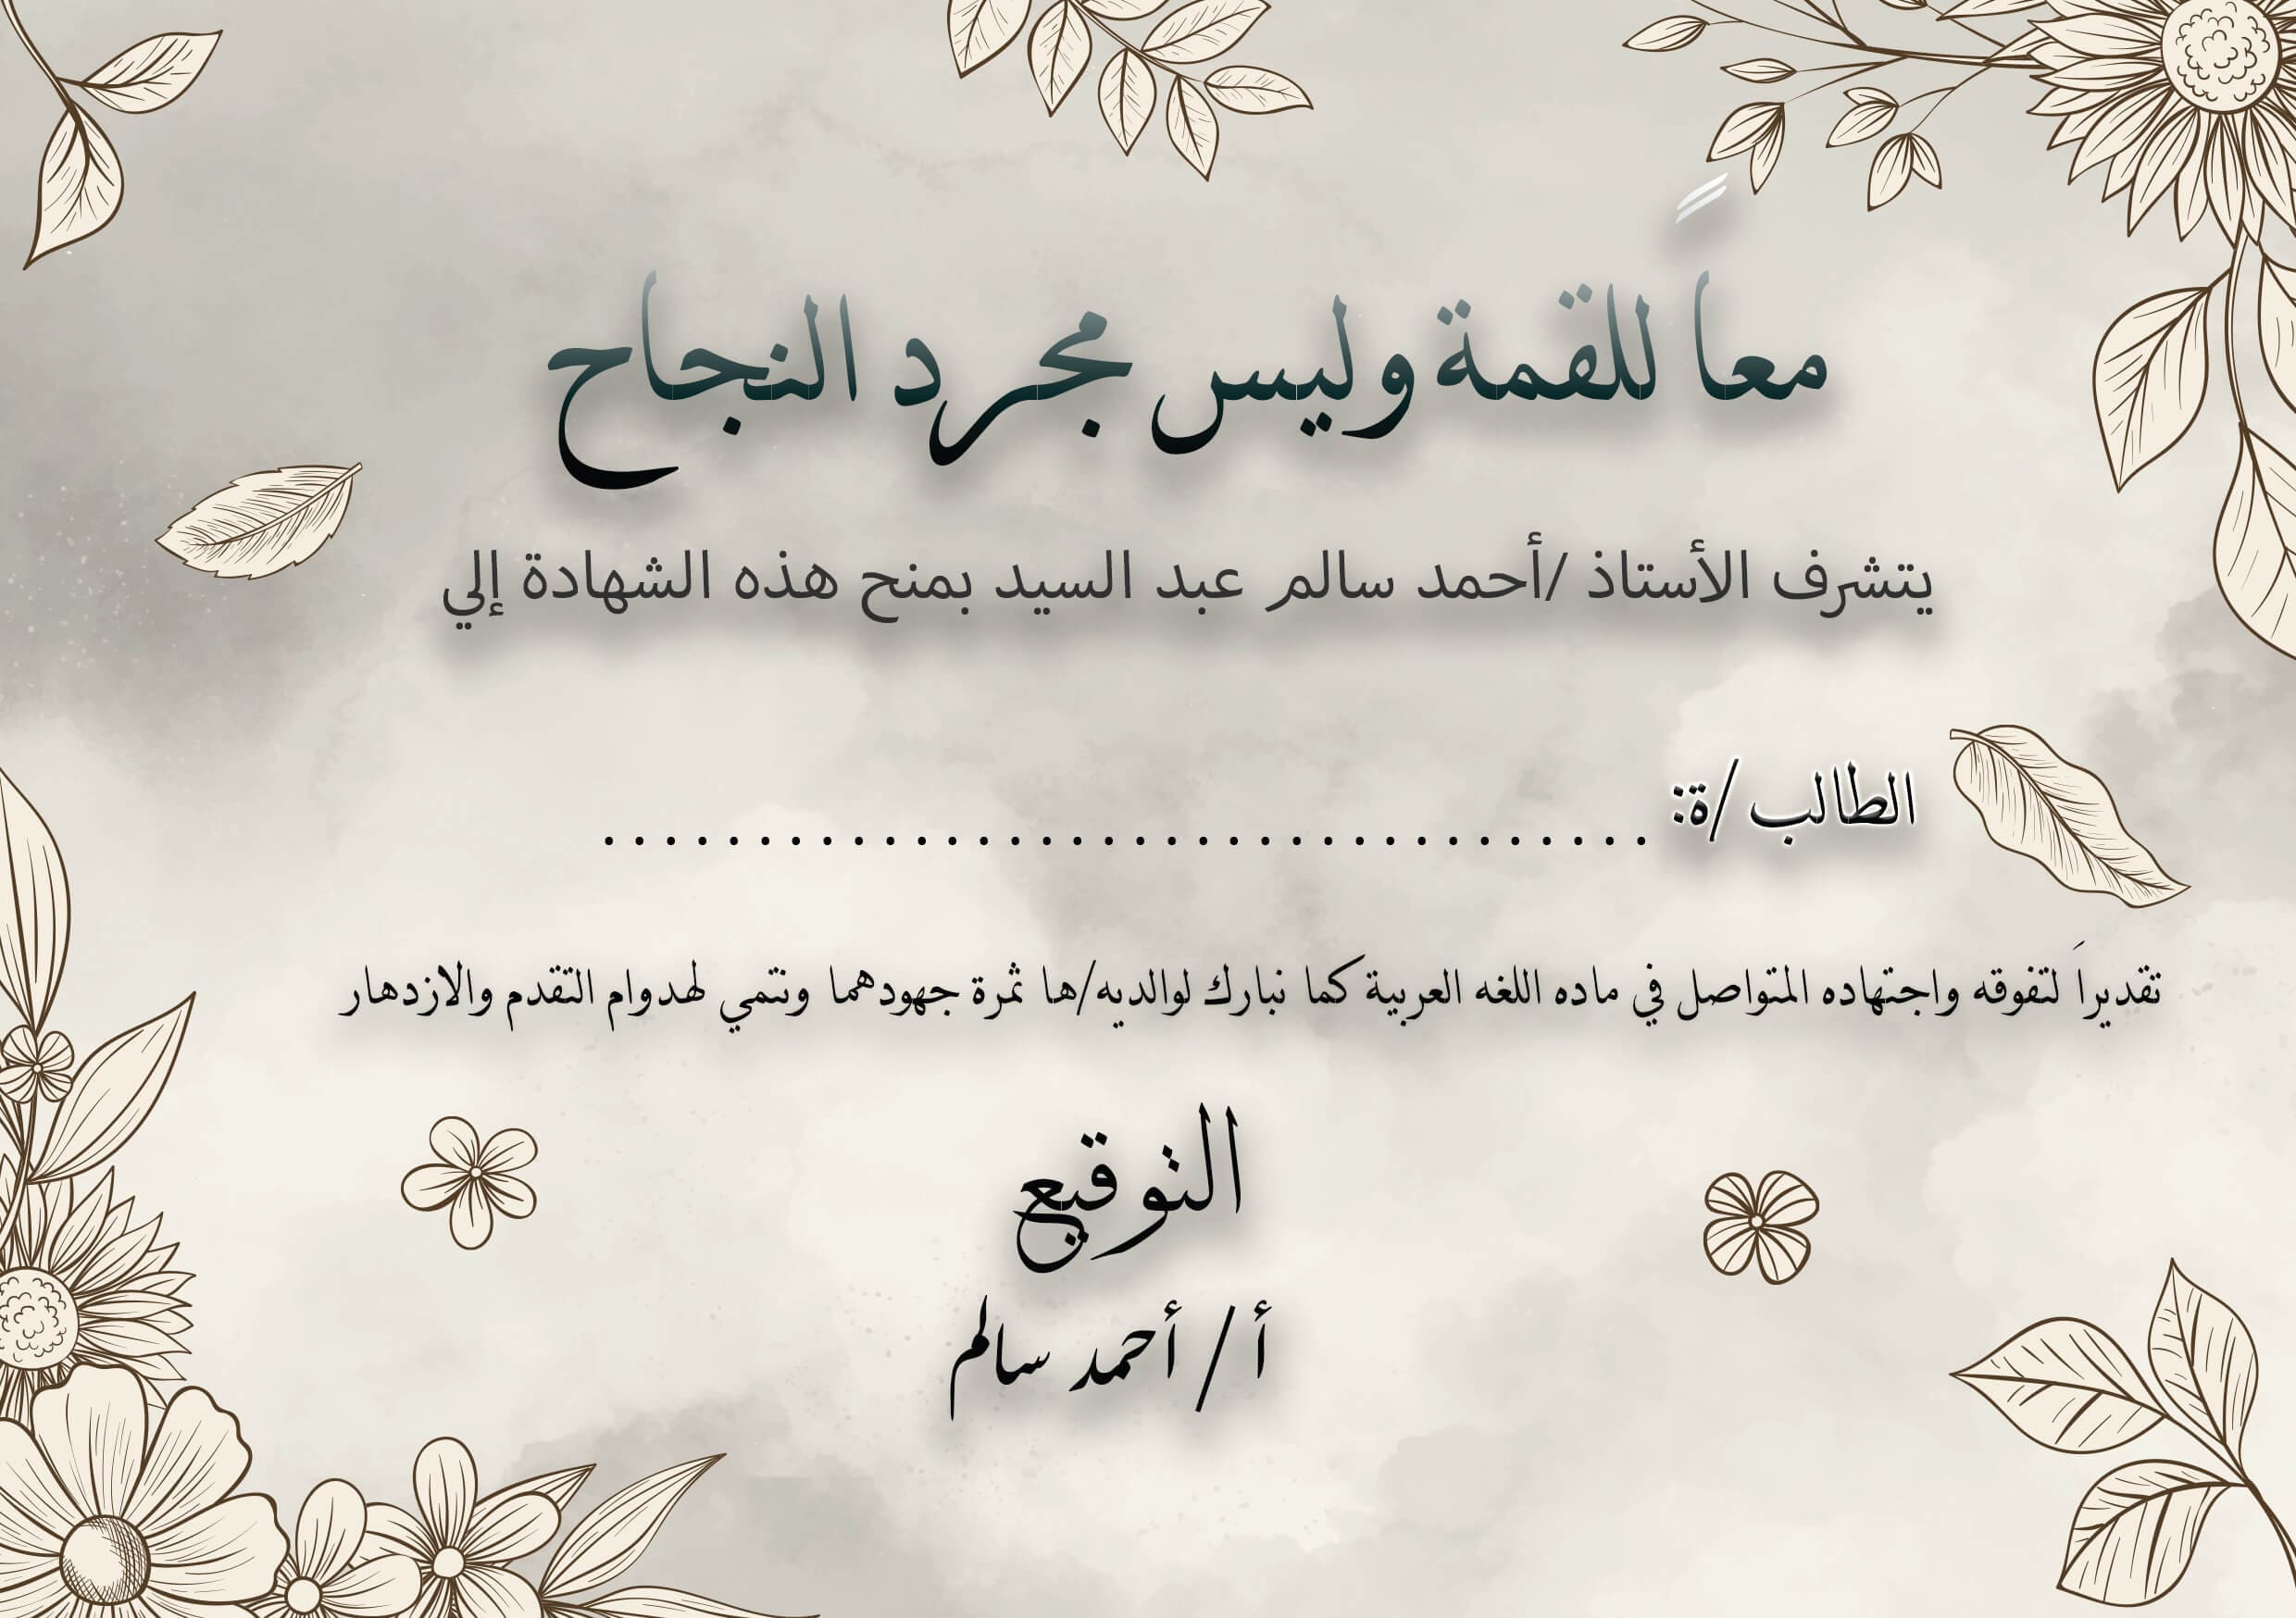 معاً للقمة وليس مجرد النجاح
يتشرف الأستاذ /أحمد سالم عبد السيد بمنح هذه الشهادة إلي
الطالب /ة: .................................
تقديراَ لتفوقه واجتهاده المتواصل في ماده اللغه العربية كما نبارك لوالديه/ها ثمرة جهودهما ونتمي لهدوام التقدم والازدهار
التوقيع
أ / أحمد سالم